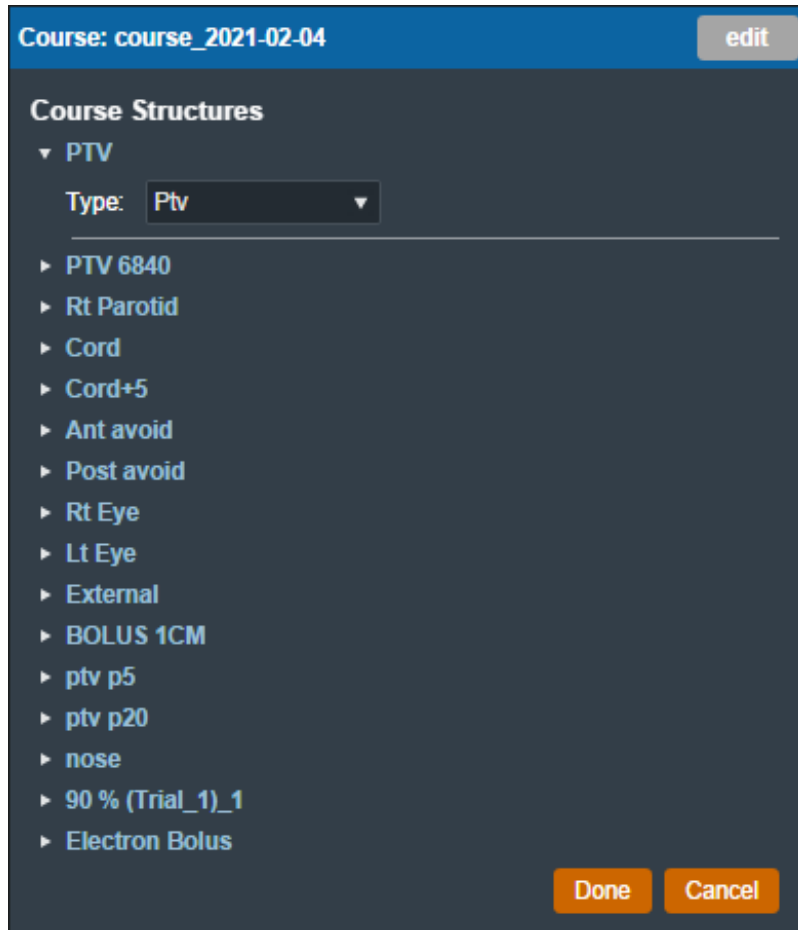 Course: course_2021-02-04 edit
Course Structures
PTV
Type: Ptv
PTV 6840
Rt Parotid
Cord
Cord+5
Ant avoid
Post avoid
Rt Eye
Lt Eye
External
BOLUS 1CM
ptv p5
ptv p20
nose
90 % (Trial_1)_1
Electron Bolus
Done Cancel